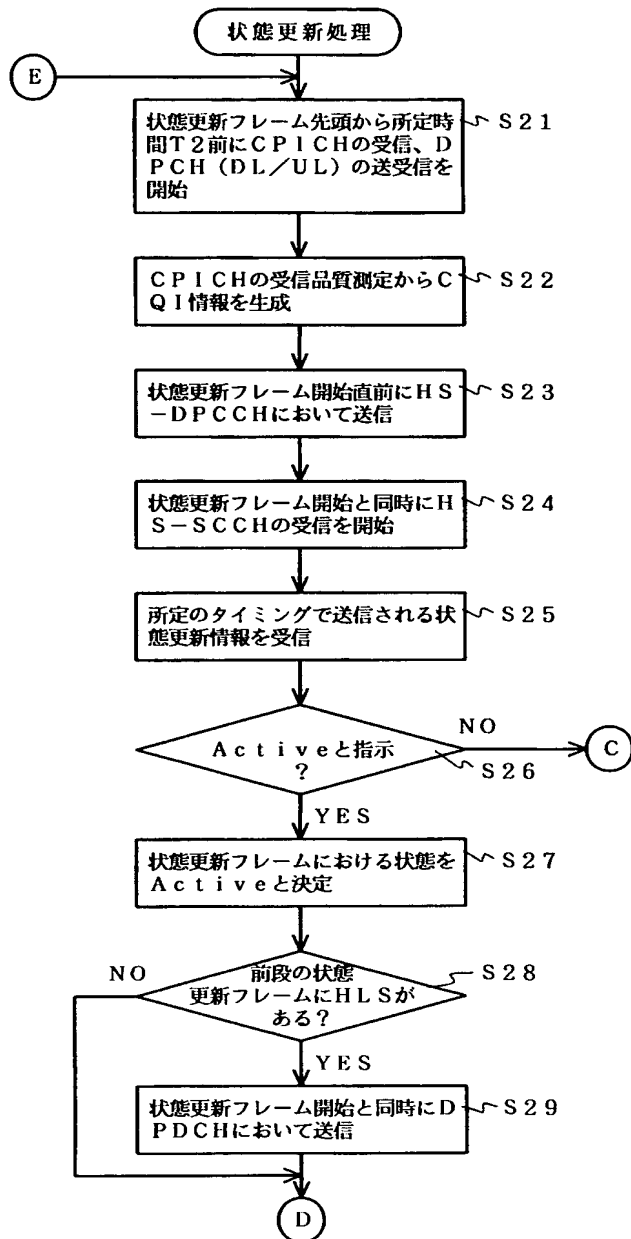 状態更新処理
E
状態更新フレーム先頭から所定時
間T2前にCPICHの受信、D
PCH(DL/UL)の送受信を
開始
S21
CPICHの受信品質測定からC
QI情報を生成
S22
状態更新フレーム開始直前にHS
-DPCCHにおいて送信
S23
状態更新フレーム開始と同時にH
S-SCCHの受信を開始
S24
所定のタイミングで送信される状
態更新情報を受信
S25
Activeと指示
?
S26
NO
C
YES
状態更新フレームにおける状態を
Activeと決定
S27
前段の状態
更新フレームにHLSが
ある?
S28
NO
YES
状態更新フレーム開始と同時にD
PDCHにおいて送信
S29
D